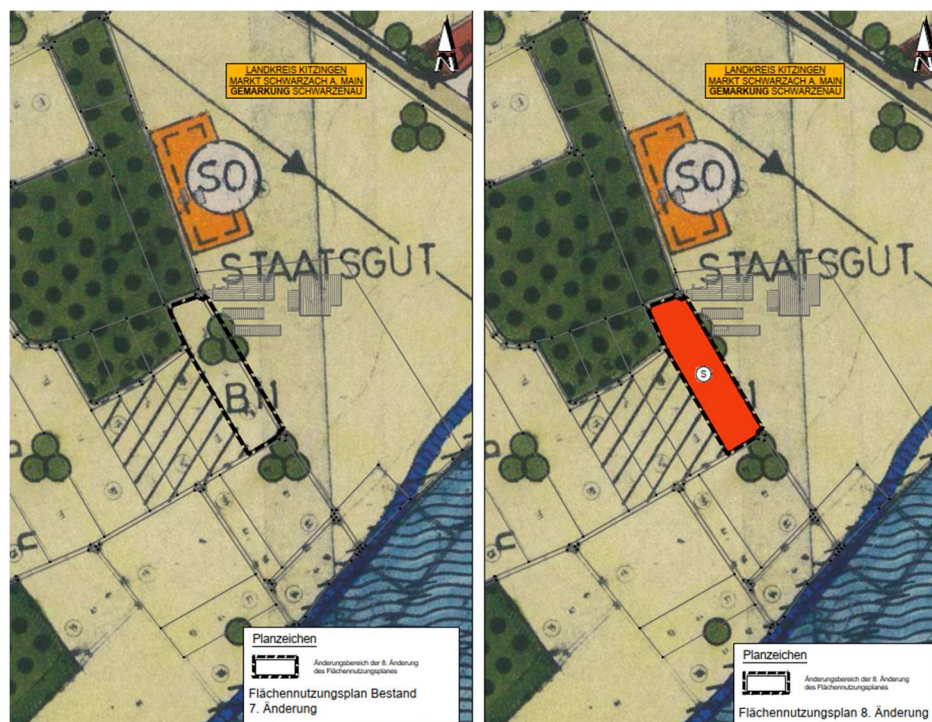 LANDKREIS KITZINGEN
MARKT SCHWARZACH A. MAIN
GEMARKUNG SCHWARZENAU
N
SO
STAATSGUT
Planzeichen
Änderungsbereich der 8. Änderung
des Flächennutzungsplanes
Flächennutzungsplan Bestand
7. Änderung
LANDKREIS KITZINGEN
MARKT SCHWARZACH A. MAIN
GEMARKUNG SCHWARZENAU
N
SO
STAATSGUT
S
Planzeichen
Änderungsbereich der 8. Änderung
des Flächennutzungsplanes
Flächennutzungsplan 8. Änderung